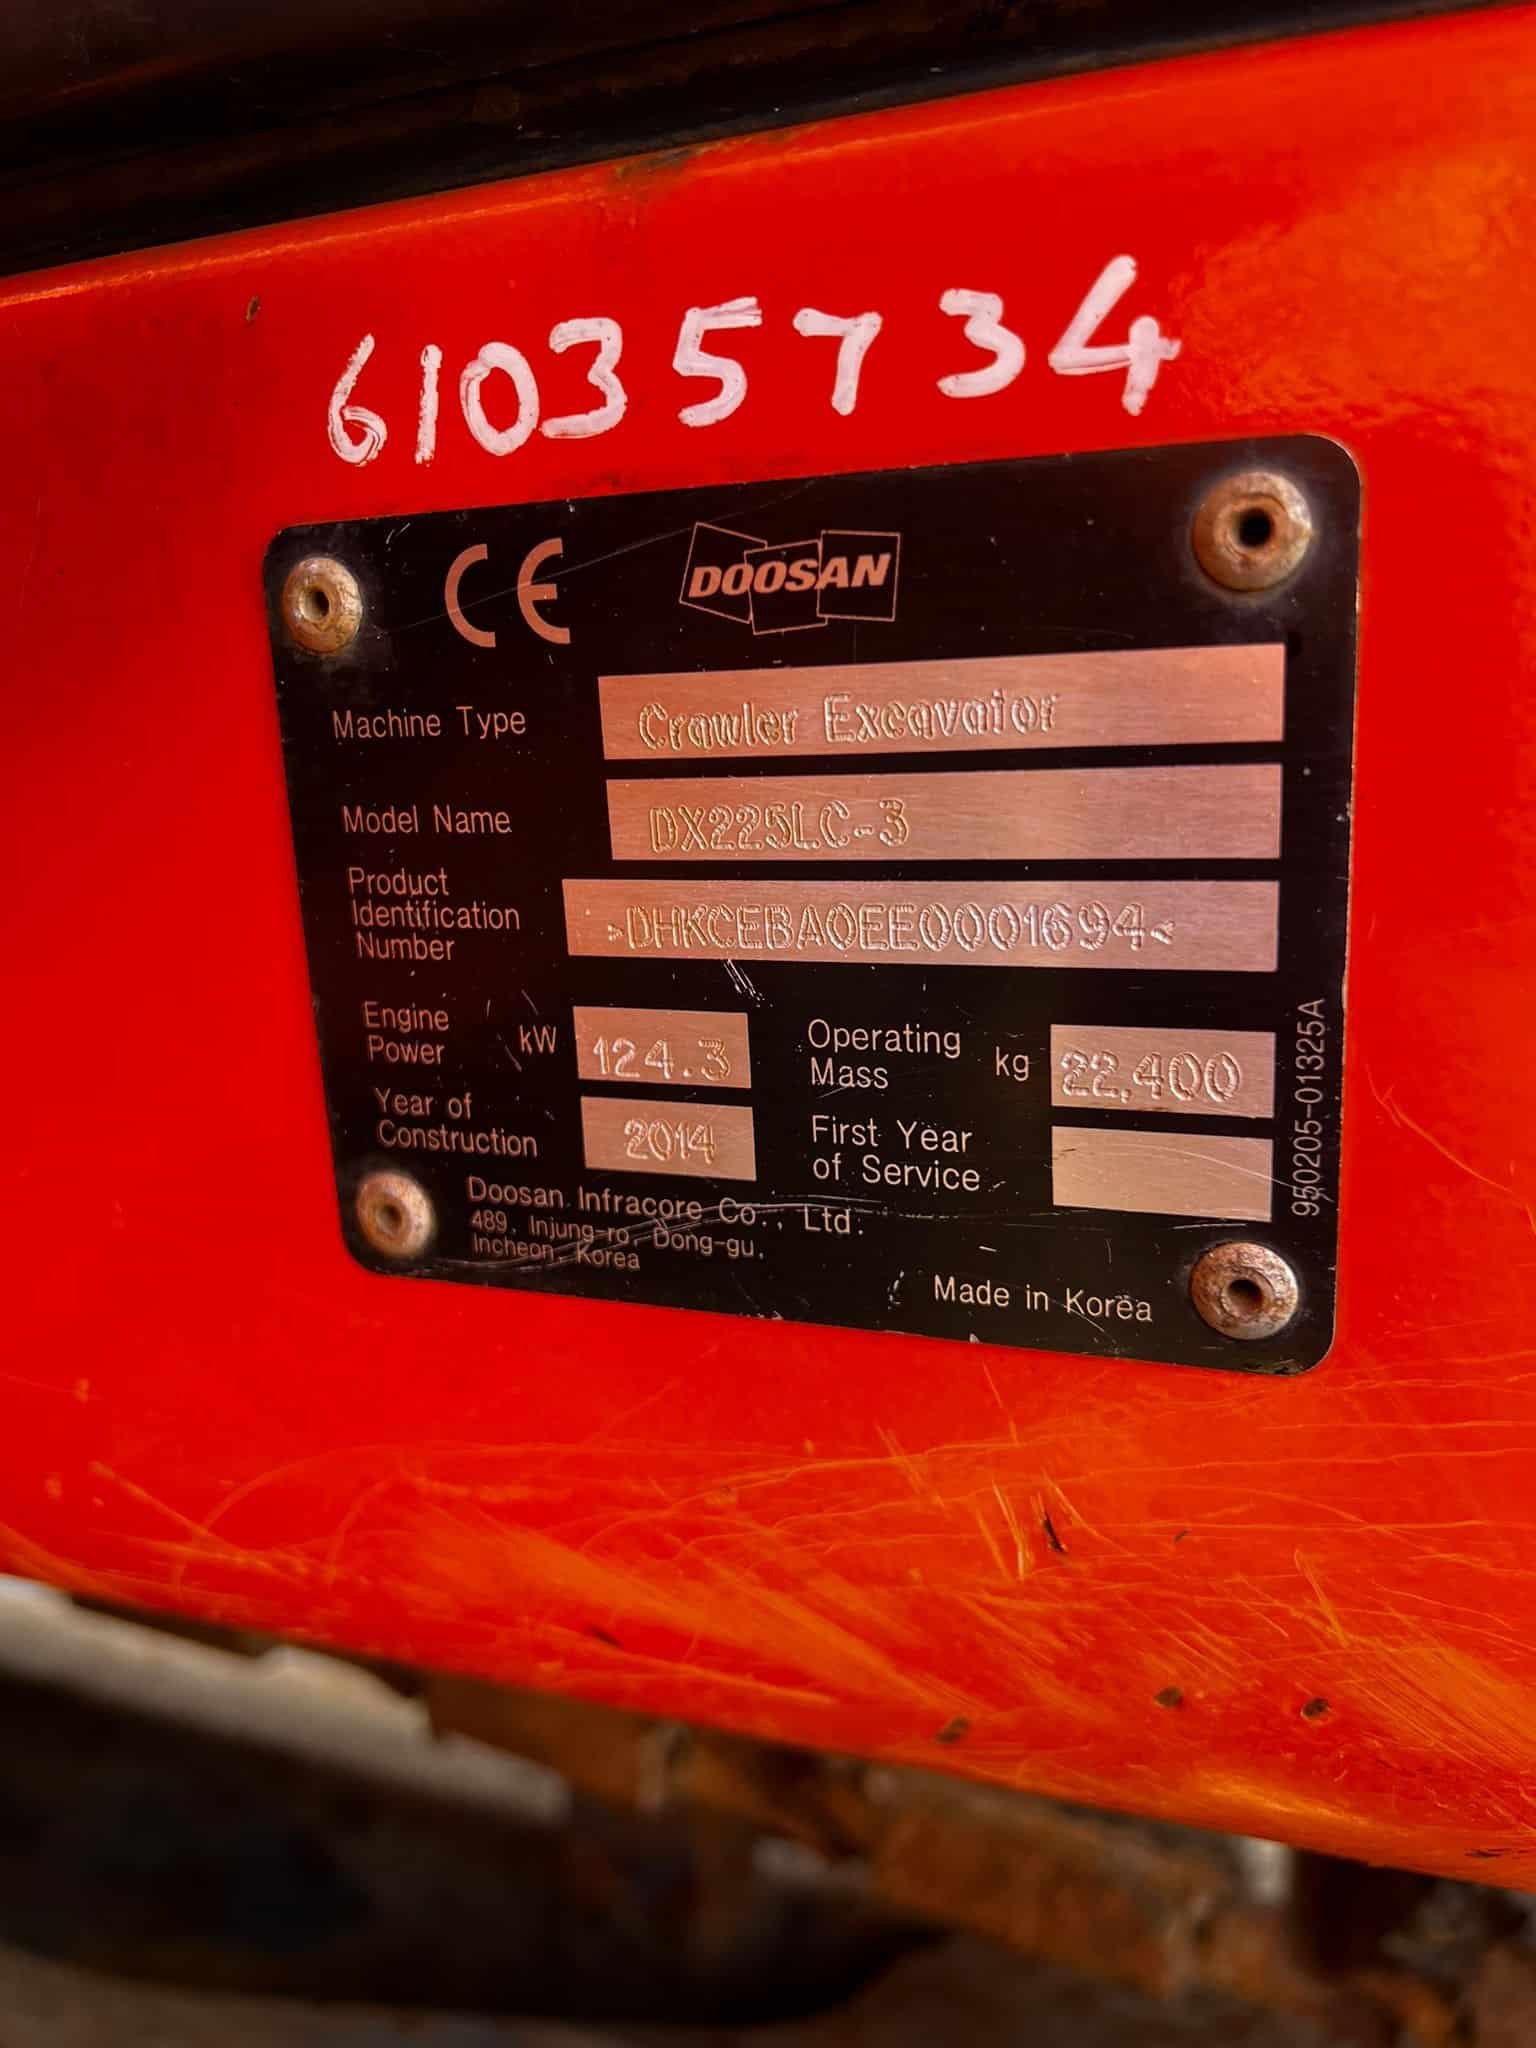 61035734
CE DOOSAN
Machine Type Crawler Excavator
Model Name DX225LC-3
Product
Identification
Number >DHKCEBAOEE0001694<
Engine
Power kW 124.3
Operating
Mass kg 22,400
Year of
Construction 2014
First Year
of Service
Doosan Infracore Co., Ltd.
489, Injung-ro, Dong-gu,
Incheon, Korea
Made in Korea
950205-01325A